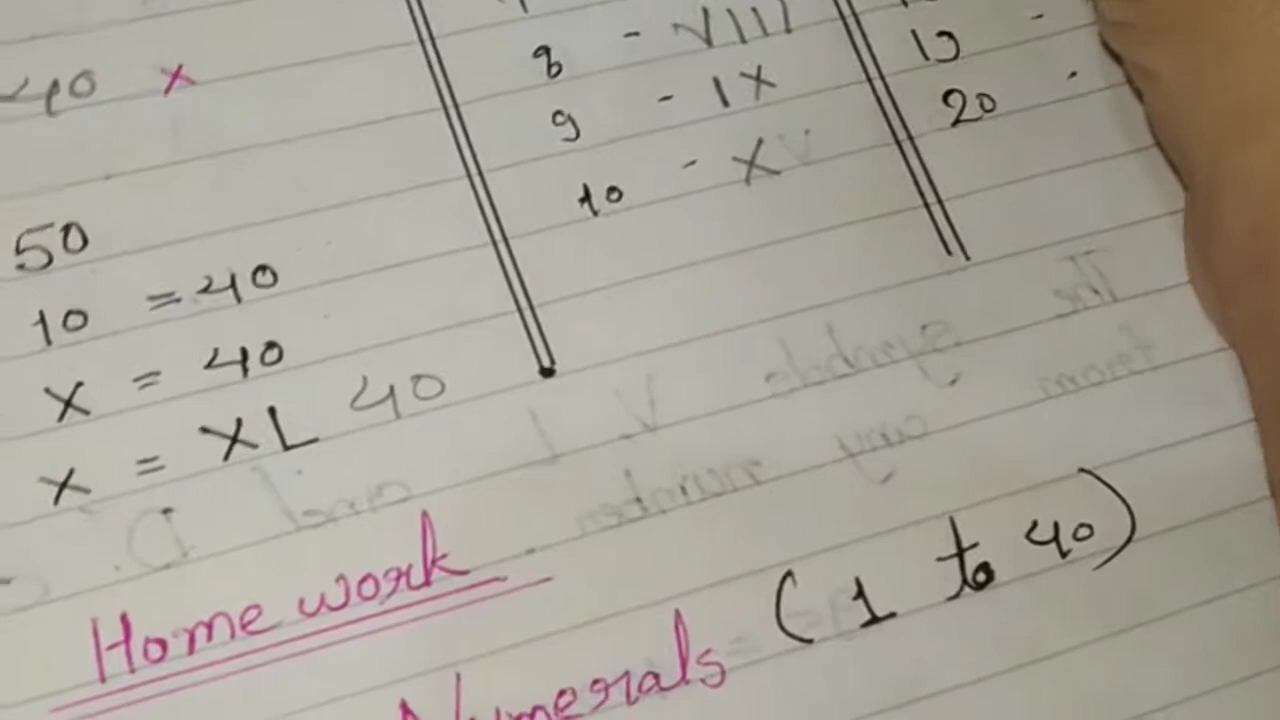 40 x
50
10 = 40
x = 40
x = XL 40
8 - VIII
9 - IX
10 - X
19 -
20 -
Home work
Numerals (1 to 40)